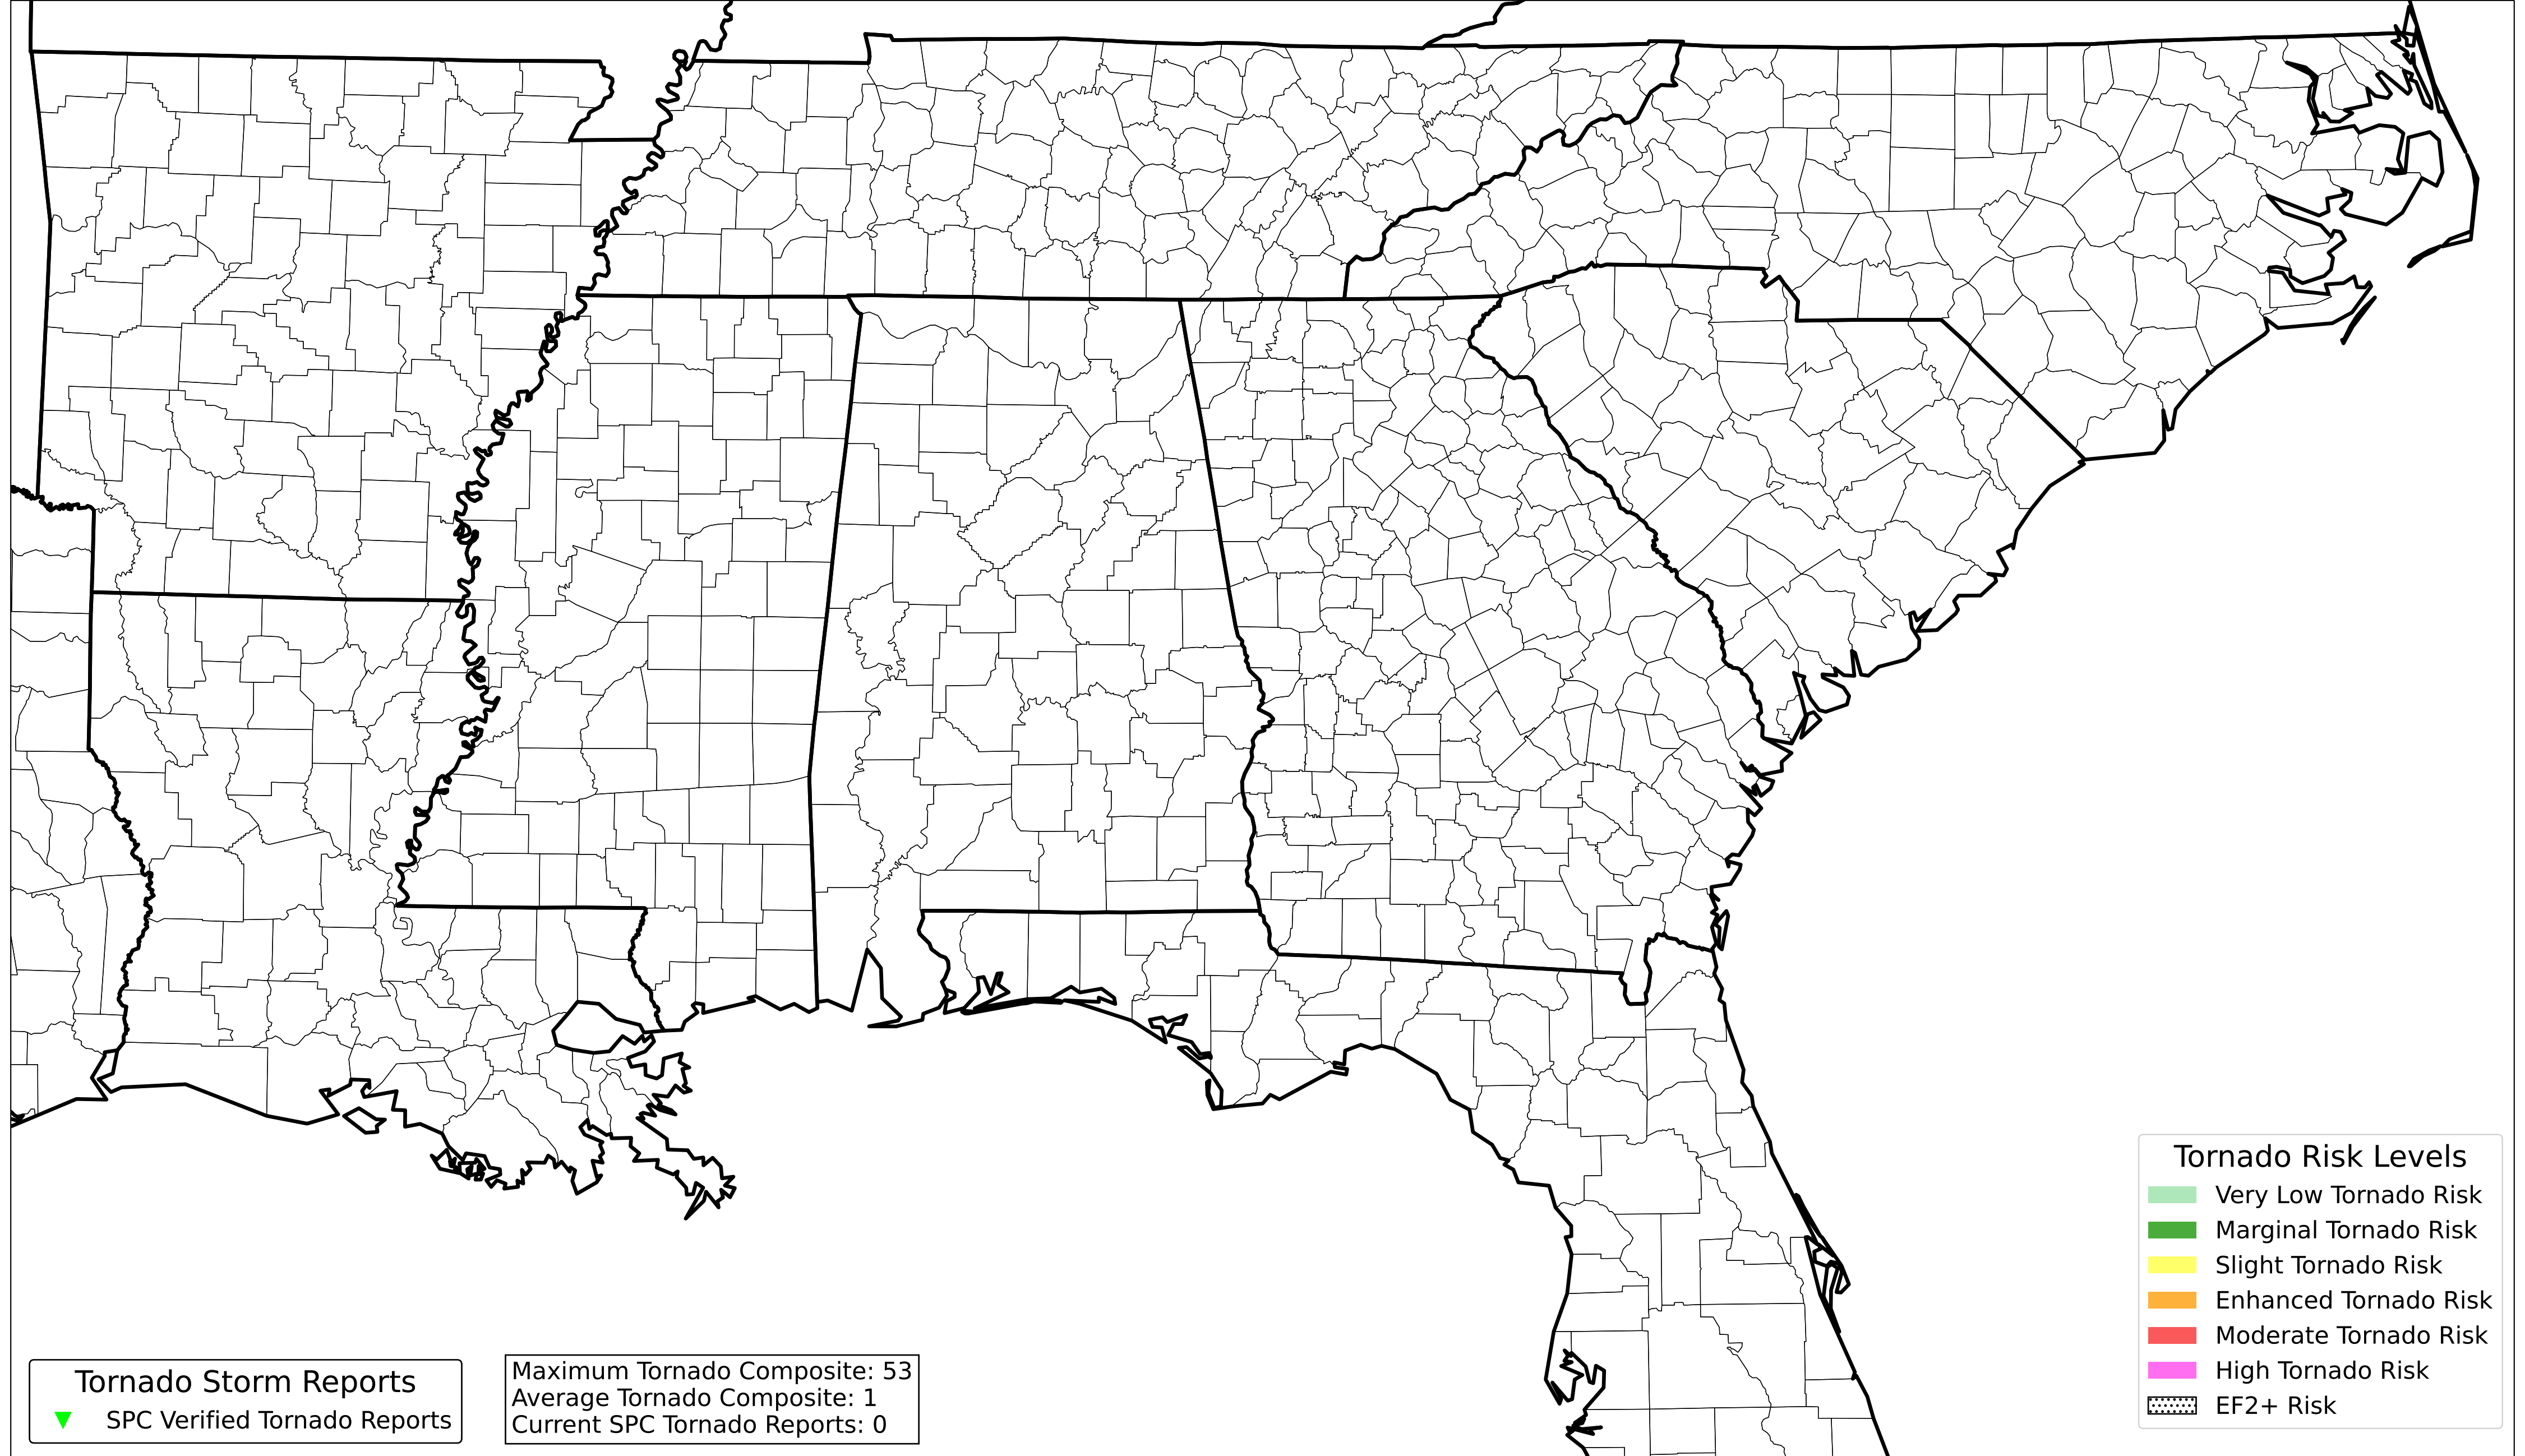 Tornado Storm Reports
SPC Verified Tornado Reports
Maximum Tornado Composite: 53
Average Tornado Composite: 1
Current SPC Tornado Reports: 0
Tornado Risk Levels
Very Low Tornado Risk
Marginal Tornado Risk
Slight Tornado Risk
Enhanced Tornado Risk
Moderate Tornado Risk
High Tornado Risk
EF2+ Risk